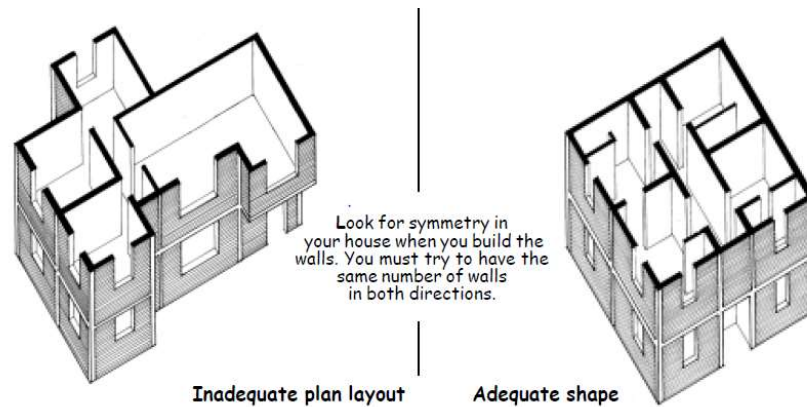 Look for symmetry in
your house when you build the
walls. You must try to have the
same number of walls
in both directions.
Inadequate plan layout
Adequate shape